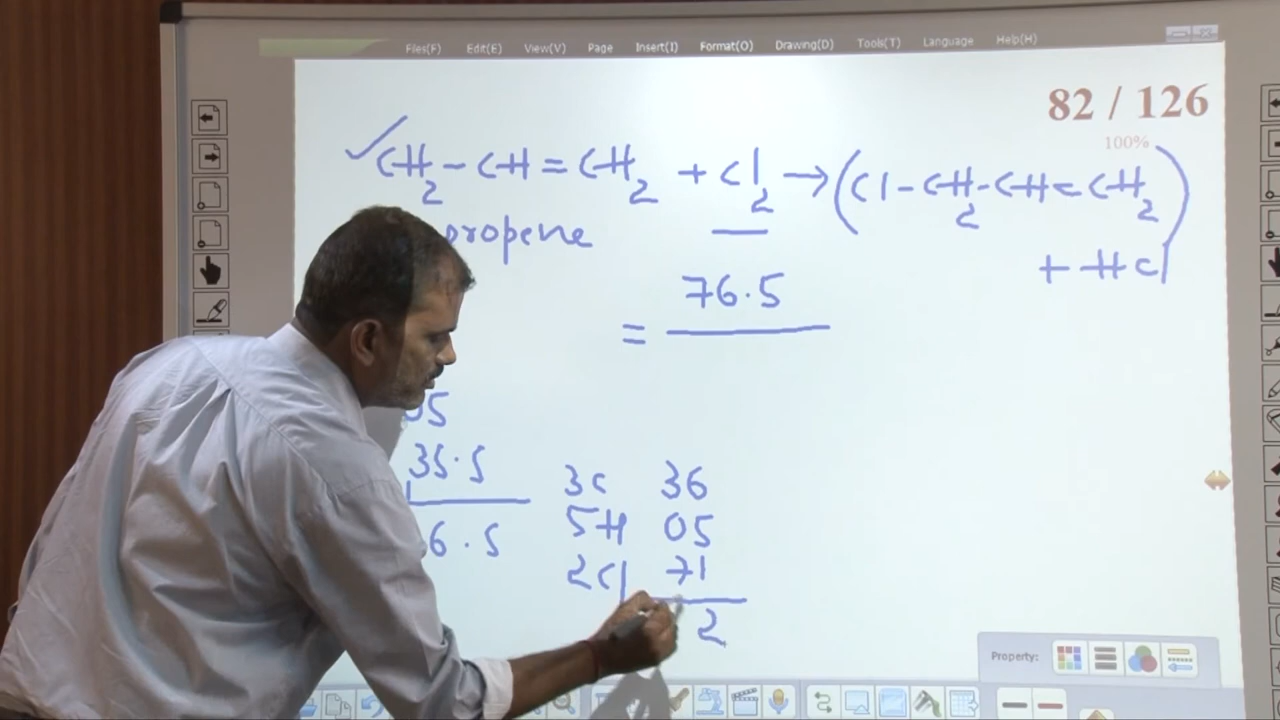 Files(F) Edit(E) View(V) Page Insert(I) Format(O) Drawing(D) Tools(T) Language Help(H)
82 / 126
100%
CH2 - CH = CH2 + Cl2 → (Cl - CH2 - CH = CH2)
propene
+ HCl
76.5
=
05
35.5
6.5
3C 36
5H 05
2Cl 71
2
Property: